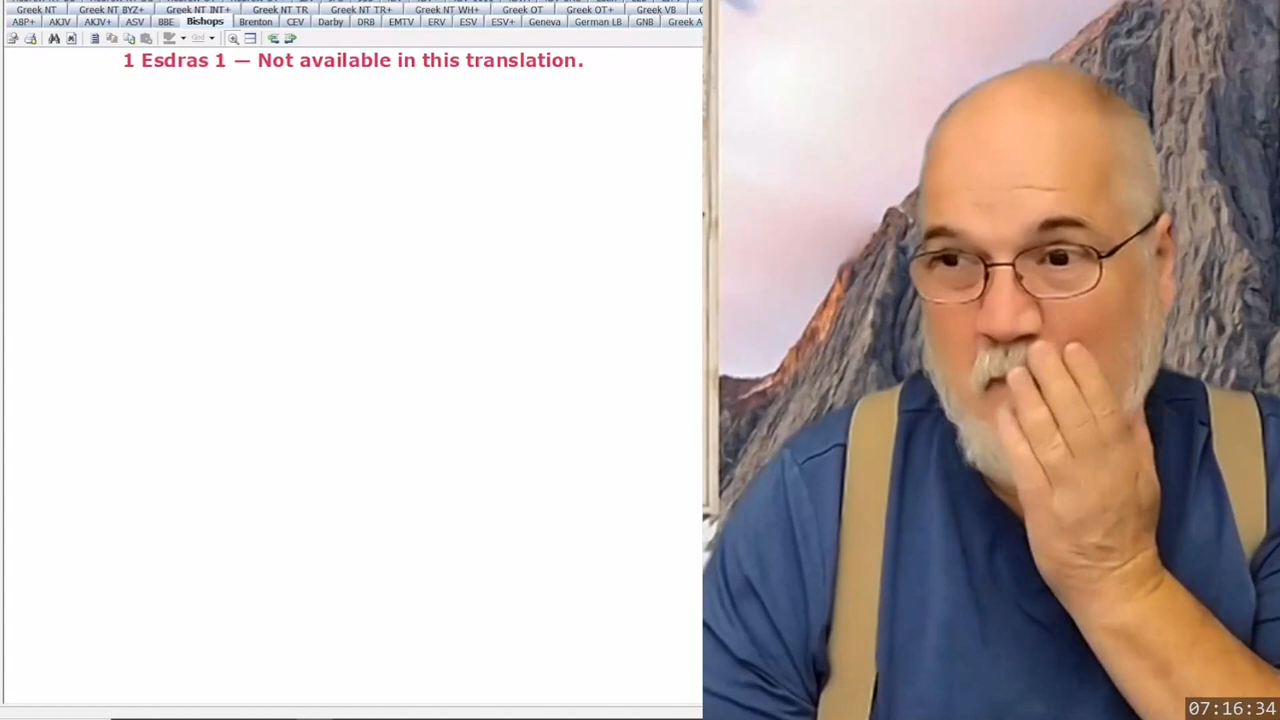 Greek NT Greek NT BYZ+ Greek NT INT+ Greek NT TR Greek NT TR+ Greek NT WH+ Greek OT Greek OT+ Greek VB
ABP+ AKJV AKJV+ ASV BBE Bishops Brenton CEV Darby DRB EMTV ERV ESV ESV+ Geneva German LB GNB Greek A
1 Esdras 1 — Not available in this translation.
07:16:34